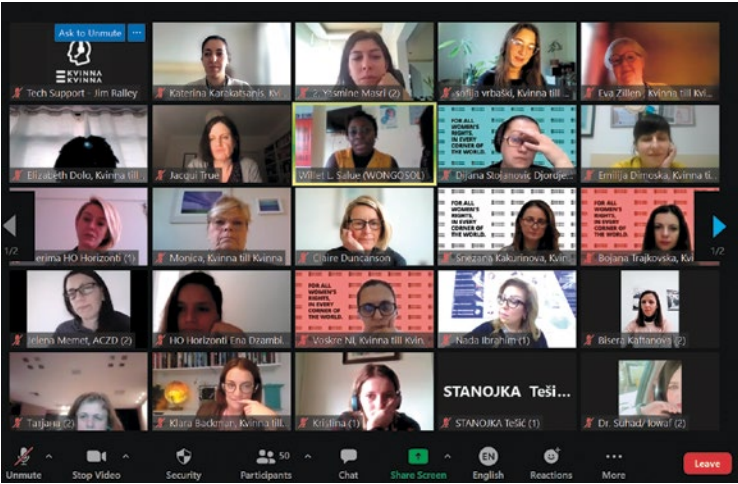 Ask to Unmute ...
KVINNA
KVINNA
Tech Support - Jim Ralley
Katerina Karakatsanis, Kvi...
2. Yasmine Masri (2)
sofija vrbaški, Kvinna till ...
Eva Zillen, Kvinna till Kvi...
FOR ALL
WOMEN'S
RIGHTS,
IN EVERY
CORNER OF
THE WORLD.
Elizabeth Dolo, Kvinna till ...
Jacqui True
Willet L. Salue (WONGOSOL)
Dijana Stojanovic Djordje...
Emilija Dimoska, Kvinna ti...
FOR ALL
WOMEN'S
RIGHTS,
IN EVERY
CORNER OF
THE WORLD.
FOR ALL
WOMEN'S
RIGHTS,
IN EVERY
CORNER OF
THE WORLD.
1/2
erima HO Horizonti (1)
Monica, Kvinna till Kvinna
Claire Duncanson
Snezana Kakurinova, Kvin...
Bojana Trajkovska, Kvi
1/2
FOR ALL
WOMEN'S
RIGHTS,
IN EVERY
CORNER OF
THE WORLD.
Jelena Memet, ACZD (2)
HO Horizonti Ena Dzambi...
Voskre NI, Kvinna till Kvin...
Nada Ibrahim (1)
Bisera Kaftanova (2)
STANOJKA Teši...
Tatjana (2)
Klara Backman, Kvinna till...
Kristina (1)
STANOJKA Tešić (1)
Dr. Suhad/ Iowaf (2)
50
EN
Unmute
Stop Video
Security
Participants
Chat
Share Screen
English
Reactions
More
Leave